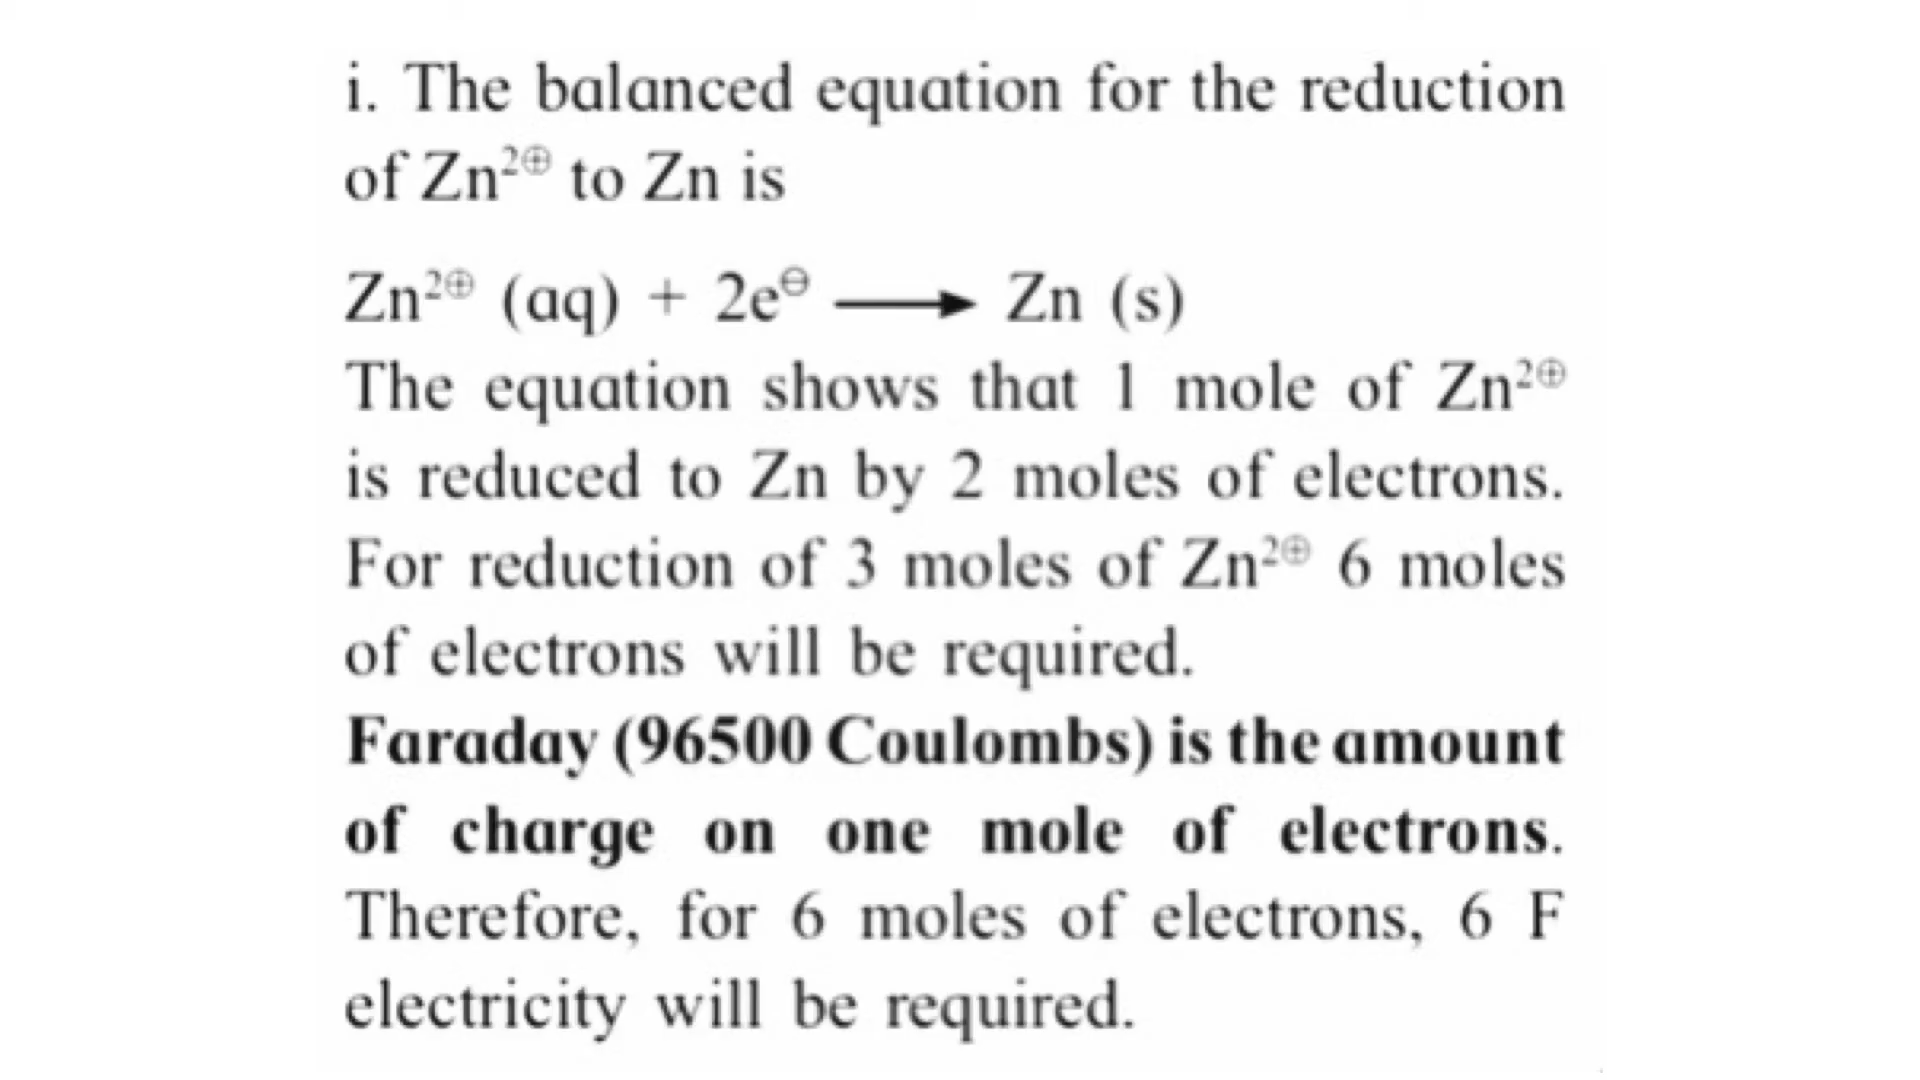 i. The balanced equation for the reduction
of Zn²⊕ to Zn is
Zn²⊕ (aq) + 2e⊖ ⟶ Zn (s)
The equation shows that 1 mole of Zn²⊕
is reduced to Zn by 2 moles of electrons.
For reduction of 3 moles of Zn²⊕ 6 moles
of electrons will be required.
Faraday (96500 Coulombs) is the amount
of charge on one mole of electrons.
Therefore, for 6 moles of electrons, 6 F
electricity will be required.